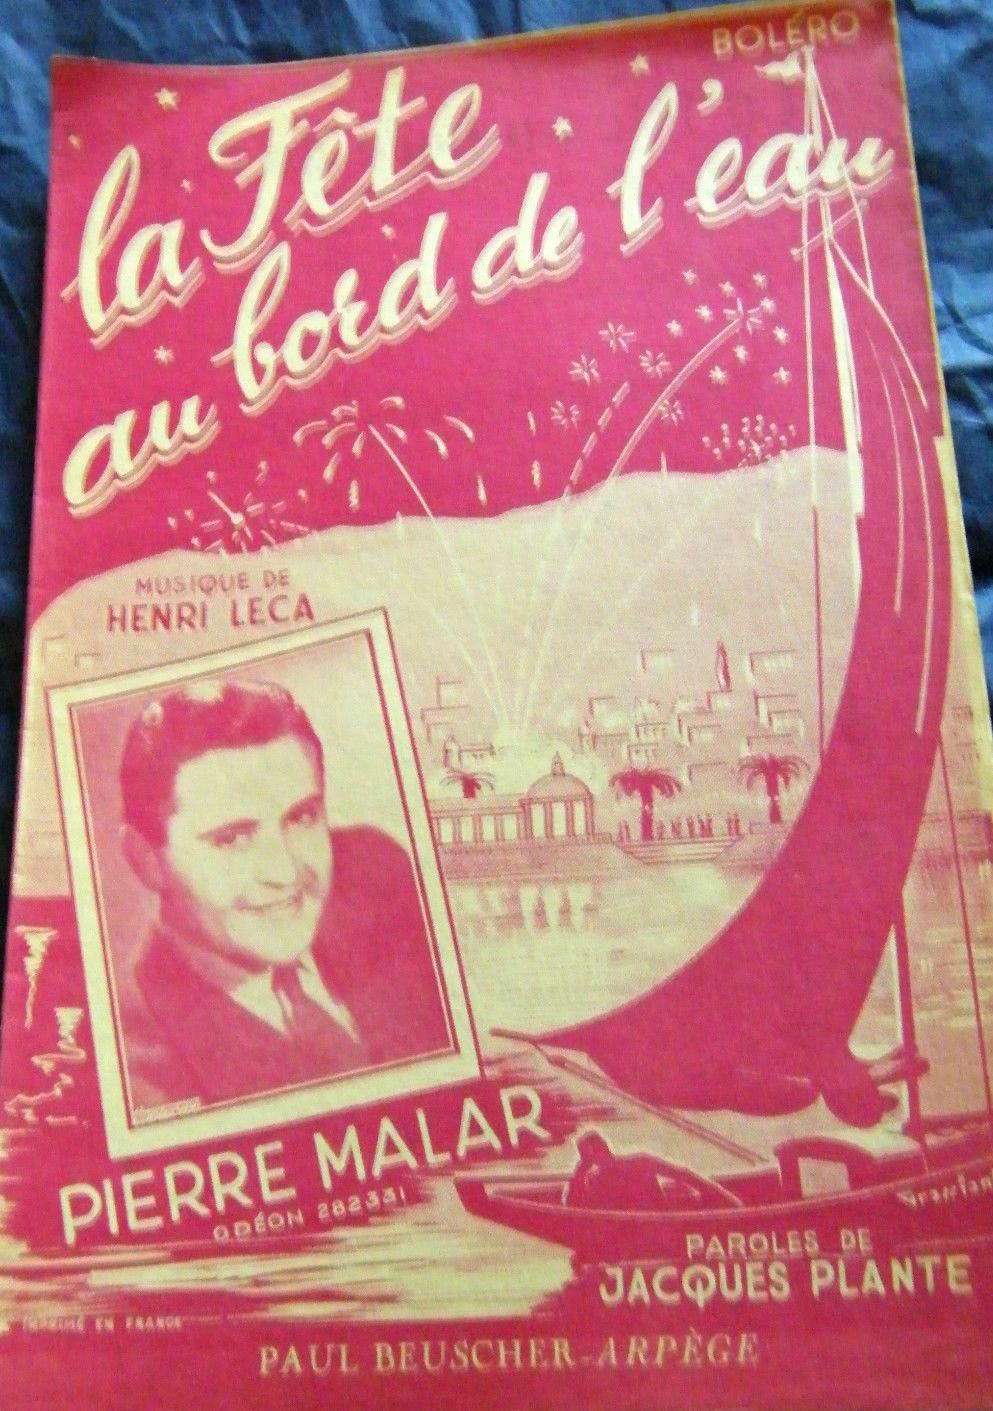 BOLÉRO
la Fête
au bord de l'eau
MUSIQUE DE
HENRI LECA
PIERRE MALAR
ODÉON 282331
PAROLES DE
JACQUES PLANTE
IMPRIMÉ EN FRANCE
PAUL BEUSCHER-ARPÈGE